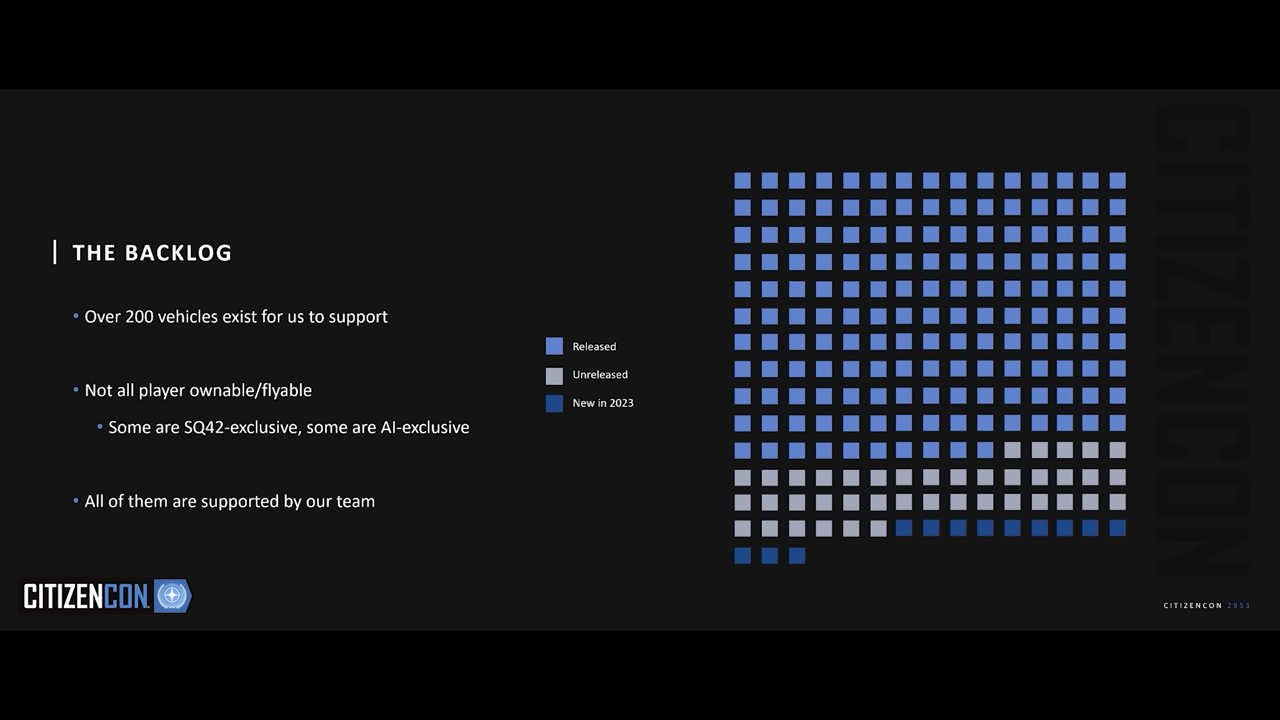 THE BACKLOG
• Over 200 vehicles exist for us to support
• Not all player ownable/flyable
• Some are SQ42-exclusive, some are AI-exclusive
• All of them are supported by our team
Released
Unreleased
New in 2023
CITIZENCON
CITIZENCON
CITIZENCON 2953